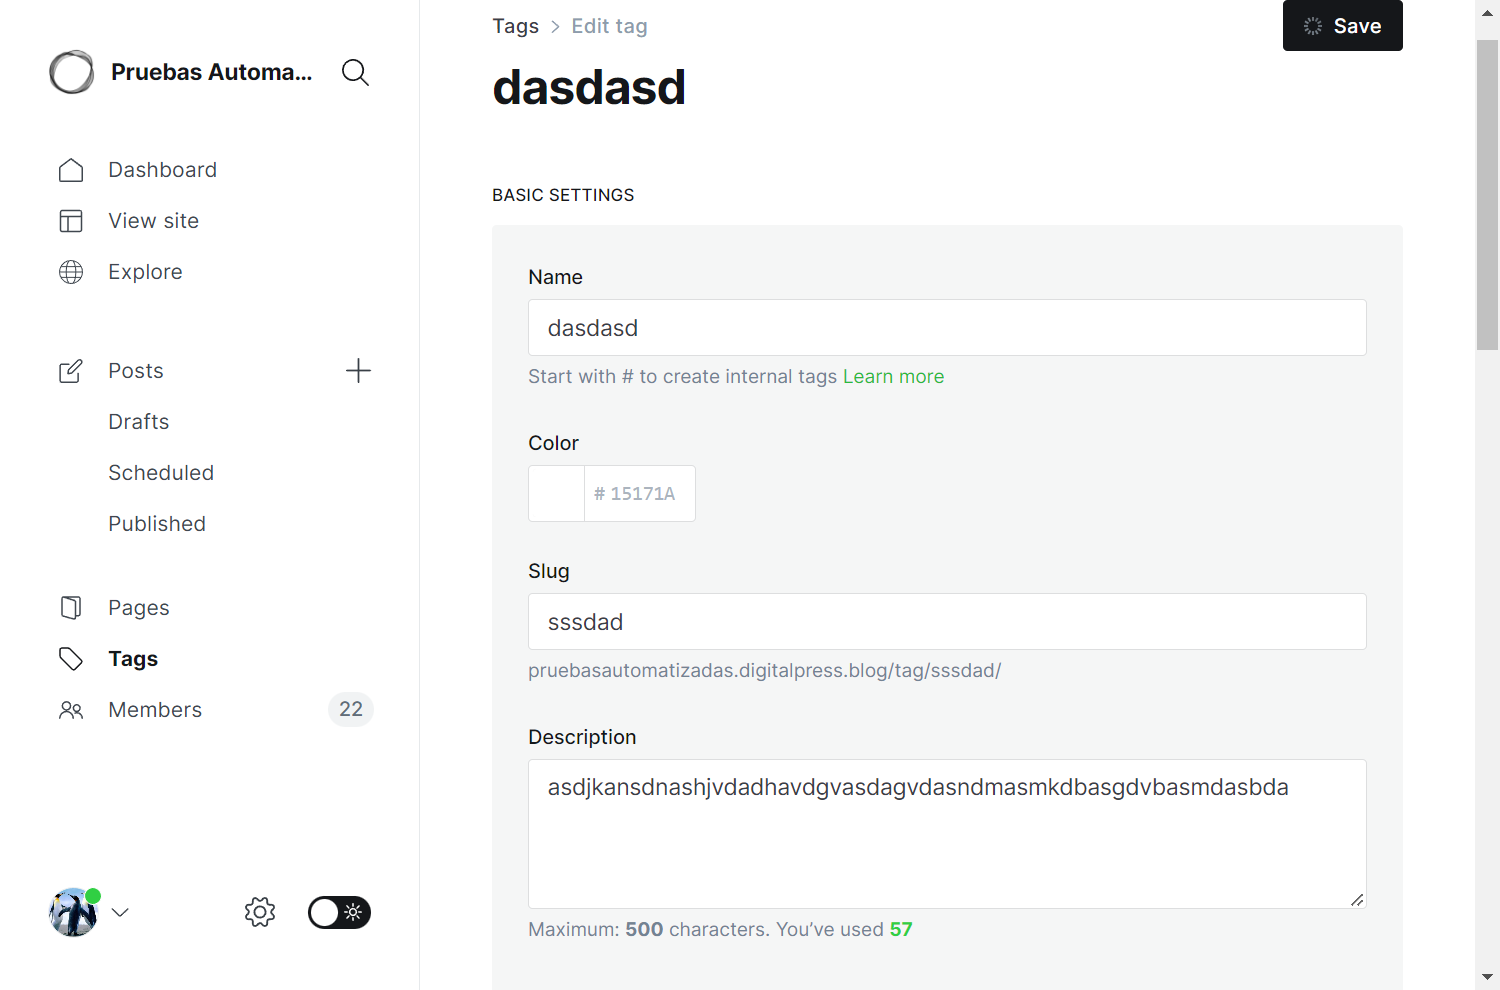 Pruebas Automa...
Dashboard
View site
Explore
Posts
Drafts
Scheduled
Published
Pages
Tags
Members
22
Tags > Edit tag
Save
dasdasd
BASIC SETTINGS
Name
dasdasd
Start with # to create internal tags Learn more
Color
# 15171A
Slug
sssdad
pruebasautomatizadas.digitalpress.blog/tag/sssdad/
Description
asdjkansdnashjvdadhavdgvasdagvdasndmasmkdbasgdvbasmdasbda
Maximum: 500 characters. You’ve used 57